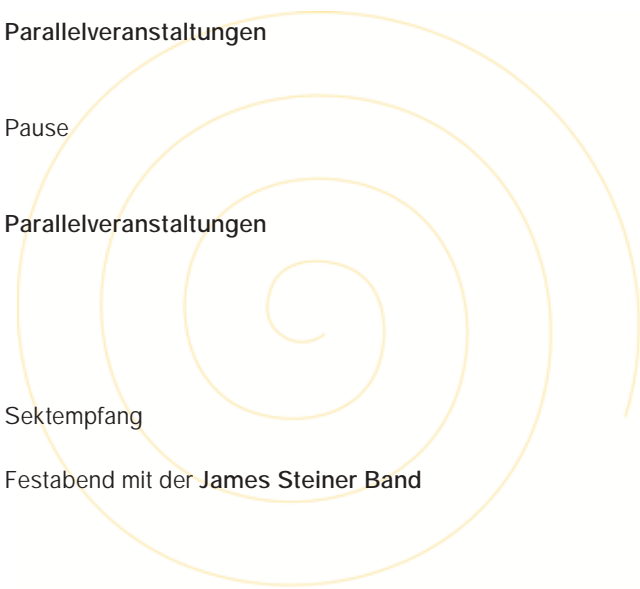 Parallelveranstaltungen
Pause
Parallelveranstaltungen
Sektempfang
Festabend mit der James Steiner Band